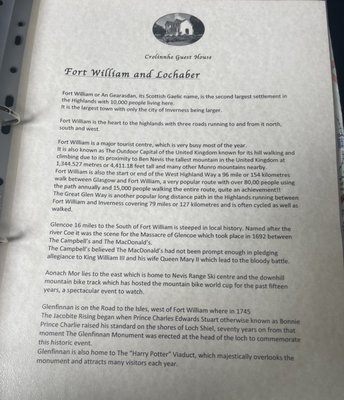 Crolinnhe Guest House
Fort William and Lochaber
Fort William or An Gearasdan, its Scottish Gaelic name, is the second largest settlement in
the Highlands with 10,000 people living here.
It is the largest town with only the city of Inverness being larger.
Fort William is the heart to the highlands with three roads running to and from it north,
south and west.
Fort William is a major tourist centre, which is very busy most of the year.
It is also known as The Outdoor Capital of the United Kingdom known for its hill walking and
climbing due to its proximity to Ben Nevis the tallest mountain in the United Kingdom at
1,344.527 metres or 4,411.18 feet tall and many other Munro mountains nearby.
Fort William is also the start or end of the West Highland Way a 96 mile or 154 kilometres
walk between Glasgow and Fort William, a very popular route with over 80,00 people using
the path annually and 15,000 people walking the entire route, quite an achievement!
The Great Glen Way is another popular long distance path in the Highlands running between
Fort William and Inverness covering 79 miles or 127 kilometres and is often cycled as well as
walked.
Glencoe 16 miles to the South of Fort William is steeped in local history. Named after the
river Coe it was the scene for the Massacre of Glencoe which took place in 1692 between
The Campbell's and The MacDonald's.
The Campbell's believed The MacDonald's had not been prompt enough in pledging
allegiance to King William III and his wife Queen Mary II which lead to the bloody battle.
Aonach Mor lies to the east which is home to Nevis Range Ski centre and the downhill
mountain bike track which has hosted the mountain bike world cup for the past fifteen
years, a spectacular event to watch.
Glenfinnan is on the Road to the Isles, west of Fort William where in 1745
The Jacobite Rising began when Prince Charles Edwards Stuart otherwise known as Bonnie
Prince Charlie raised his standard on the shores of Loch Shiel, seventy years on from that
moment The Glenfinnan Monument was erected at the head of the loch to commemorate
this historic event.
Glenfinnan is also home to The "Harry Potter" Viaduct, which majestically overlooks the
monument and attracts many visitors each year.